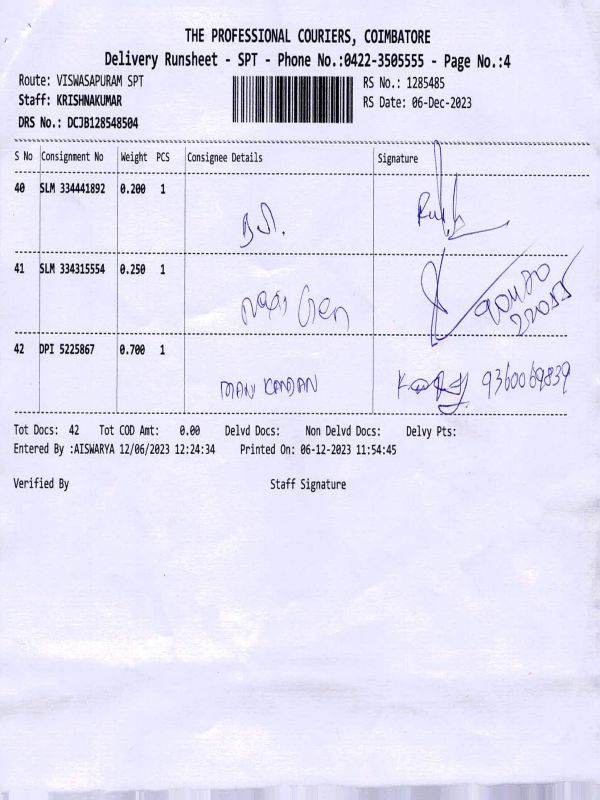 THE PROFESSIONAL COURIERS, COIMBATORE
Delivery Runsheet - SPT - Phone No.:0422-3505555 - Page No.:4
Route: VISWASAPURAM SPT RS No.: 1285485
Staff: KRISHNAKUMAR RS Date: 06-Dec-2023
DRS No.: DCJB128548504
S No Consignment No Weight PCS Consignee Details Signature
40 SLM 334441892 0.200 1
41 SLM 334315554 0.250 1
42 DPI 5225867 0.700 1
MANI KANDAN 9360069839
Tot Docs: 42 Tot COD Amt: 0.00 Delvd Docs: Non Delvd Docs: Delvy Pts:
Entered By :AISWARYA 12/06/2023 12:24:34 Printed On: 06-12-2023 11:54:45
Verified By Staff Signature